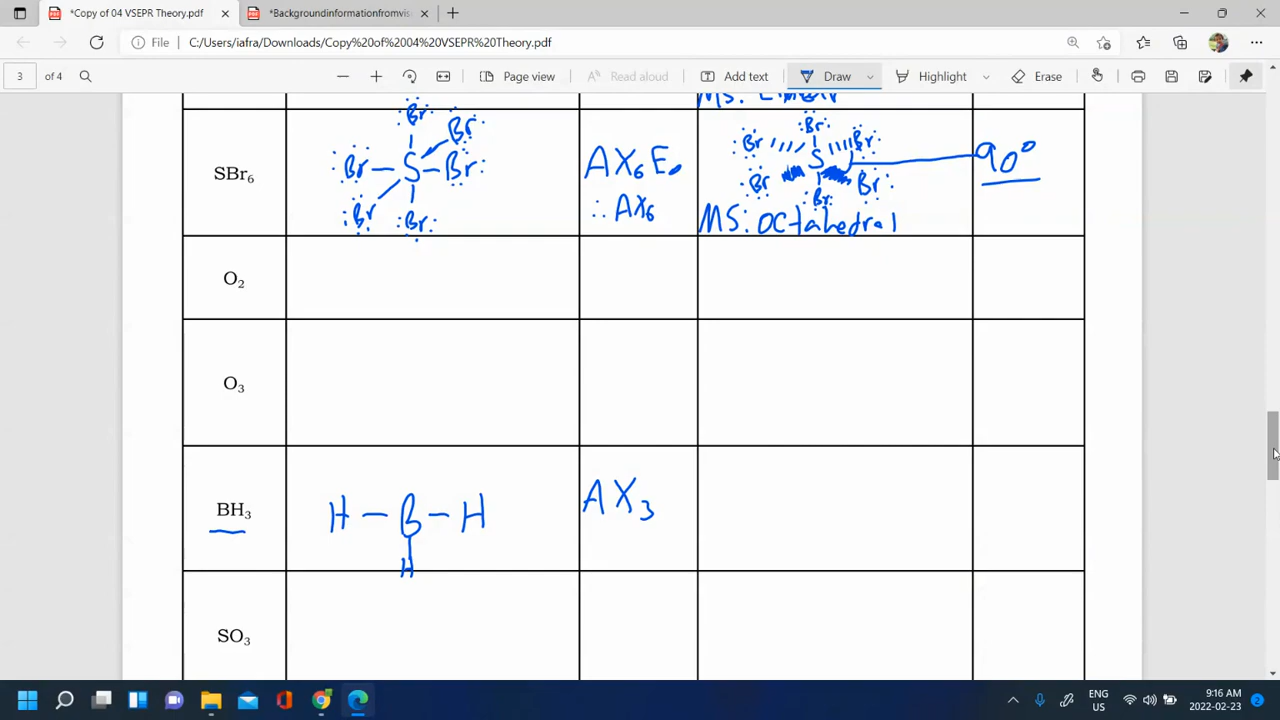 *Copy of 04 VSEPR Theory.pdf
*Backgroundinformationfromvis
File
C:/Users/iafra/Downloads/Copy%20of%2004%20VSEPR%20Theory.pdf
3 of 4
Page view
Read aloud
Add text
Draw
Highlight
Erase
MS: Linear
SBr6
Br
Br
Br — S — Br
Br
Br
AX6E0
∴ AX6
Br
Br
Br
S
Br
Br
Br
MS: Octahedral
90°
O2
O3
BH3
H — B — H
H
AX3
SO3
ENG
US
9:16 AM
2022-02-23
2